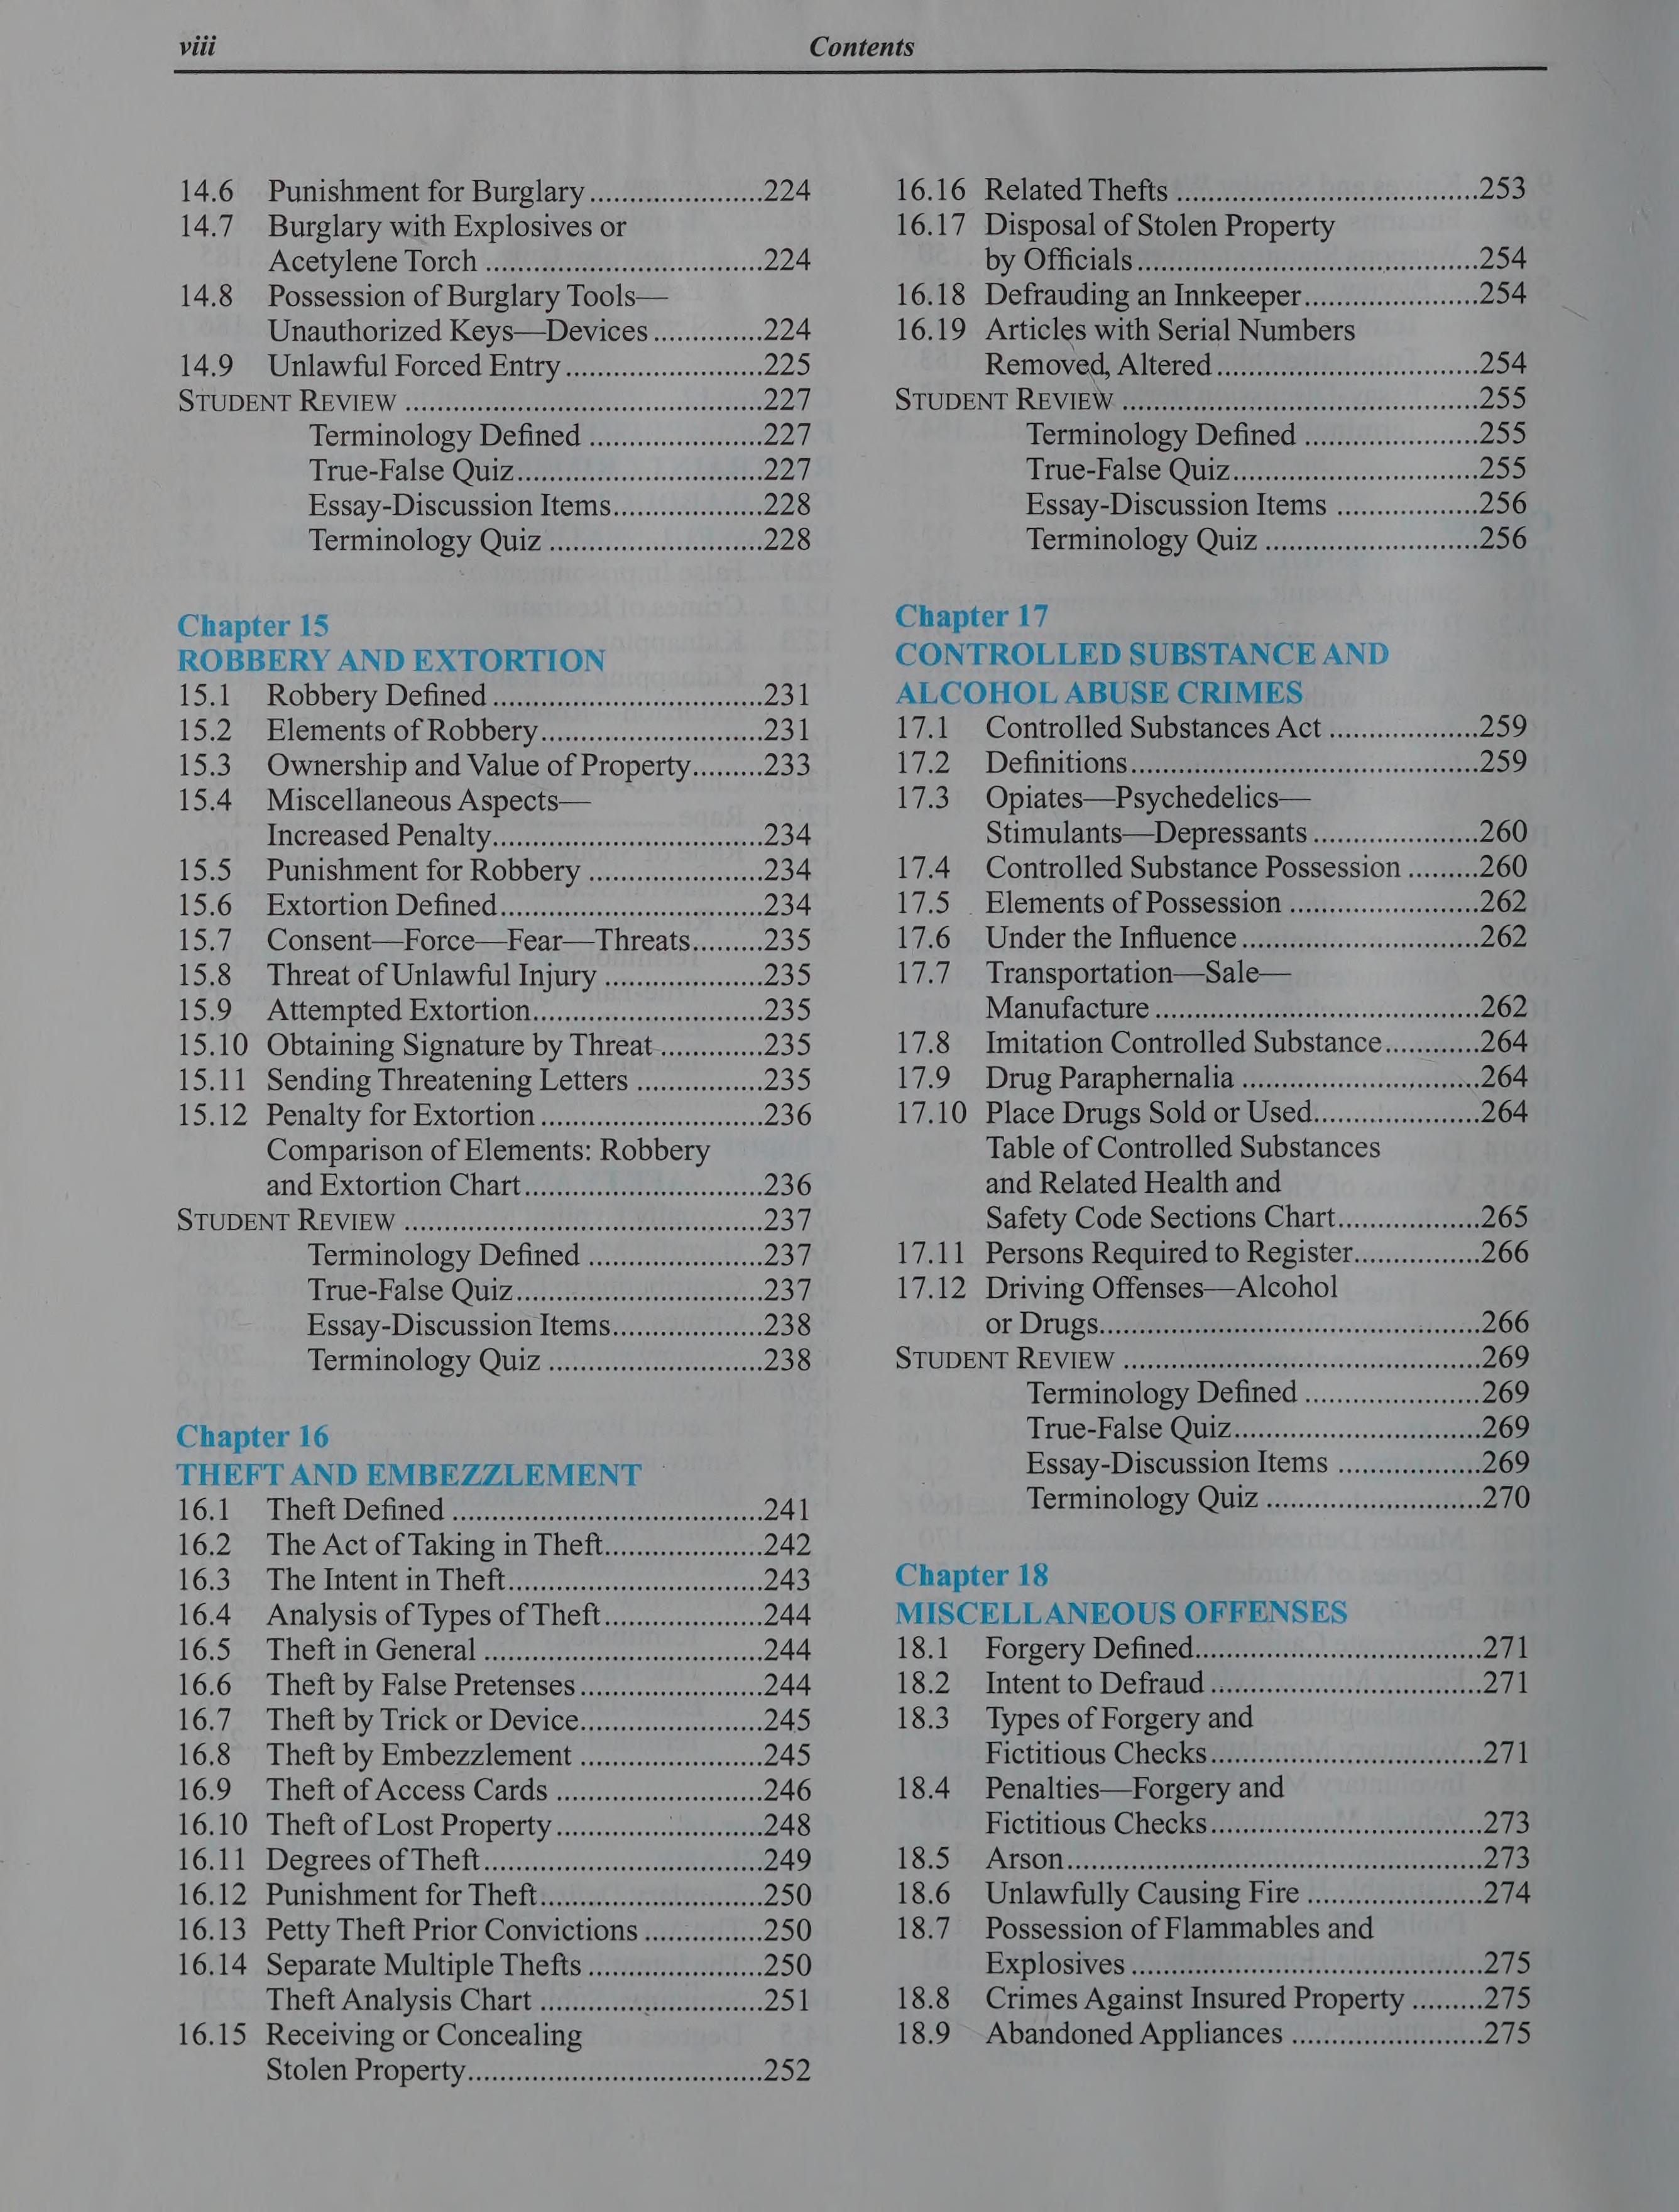 viii
Contents
14.6 Punishment for Burglary ......................224
14.7 Burglary with Explosives or
Acetylene Torch ...................................224
14.8 Possession of Burglary Tools—
Unauthorized Keys—Devices ..............224
14.9 Unlawful Forced Entry .........................225
STUDENT REVIEW .............................................227
Terminology Defined ......................227
True-False Quiz...............................227
Essay-Discussion Items...................228
Terminology Quiz ...........................228
Chapter 15
ROBBERY AND EXTORTION
15.1 Robbery Defined ..................................231
15.2 Elements of Robbery............................231
15.3 Ownership and Value of Property.........233
15.4 Miscellaneous Aspects—
Increased Penalty..................................234
15.5 Punishment for Robbery ......................234
15.6 Extortion Defined.................................234
15.7 Consent—Force—Fear—Threats.........235
15.8 Threat of Unlawful Injury ....................235
15.9 Attempted Extortion.............................235
15.10 Obtaining Signature by Threat.............235
15.11 Sending Threatening Letters ................235
15.12 Penalty for Extortion ............................236
Comparison of Elements: Robbery
and Extortion Chart..............................236
STUDENT REVIEW .............................................237
Terminology Defined ......................237
True-False Quiz...............................237
Essay-Discussion Items...................238
Terminology Quiz ...........................238
Chapter 16
THEFT AND EMBEZZLEMENT
16.1 Theft Defined .......................................241
16.2 The Act of Taking in Theft....................242
16.3 The Intent in Theft................................243
16.4 Analysis of Types of Theft....................244
16.5 Theft in General ...................................244
16.6 Theft by False Pretenses.......................244
16.7 Theft by Trick or Device.......................245
16.8 Theft by Embezzlement .......................245
16.9 Theft of Access Cards ..........................246
16.10 Theft of Lost Property..........................248
16.11 Degrees of Theft...................................249
16.12 Punishment for Theft............................250
16.13 Petty Theft Prior Convictions ...............250
16.14 Separate Multiple Thefts ......................250
Theft Analysis Chart ............................251
16.15 Receiving or Concealing
Stolen Property.....................................252
16.16 Related Thefts ......................................253
16.17 Disposal of Stolen Property
by Officials...........................................254
16.18 Defrauding an Innkeeper......................254
16.19 Articles with Serial Numbers
Removed, Altered.................................254
STUDENT REVIEW .............................................255
Terminology Defined ......................255
True-False Quiz...............................255
Essay-Discussion Items ..................256
Terminology Quiz ...........................256
Chapter 17
CONTROLLED SUBSTANCE AND
ALCOHOL ABUSE CRIMES
17.1 Controlled Substances Act ...................259
17.2 Definitions............................................259
17.3 Opiates—Psychedelics—
Stimulants—Depressants .....................260
17.4 Controlled Substance Possession .........260
17.5 Elements of Possession ........................262
17.6 Under the Influence..............................262
17.7 Transportation—Sale—
Manufacture .........................................262
17.8 Imitation Controlled Substance............264
17.9 Drug Paraphernalia ..............................264
17.10 Place Drugs Sold or Used.....................264
Table of Controlled Substances
and Related Health and
Safety Code Sections Chart..................265
17.11 Persons Required to Register................266
17.12 Driving Offenses—Alcohol
or Drugs................................................266
STUDENT REVIEW .............................................269
Terminology Defined ......................269
True-False Quiz...............................269
Essay-Discussion Items ..................269
Terminology Quiz ...........................270
Chapter 18
MISCELLANEOUS OFFENSES
18.1 Forgery Defined....................................271
18.2 Intent to Defraud ..................................271
18.3 Types of Forgery and
Fictitious Checks..................................271
18.4 Penalties—Forgery and
Fictitious Checks..................................273
18.5 Arson....................................................273
18.6 Unlawfully Causing Fire ......................274
18.7 Possession of Flammables and
Explosives ............................................275
18.8 Crimes Against Insured Property .........275
18.9 Abandoned Appliances ........................275